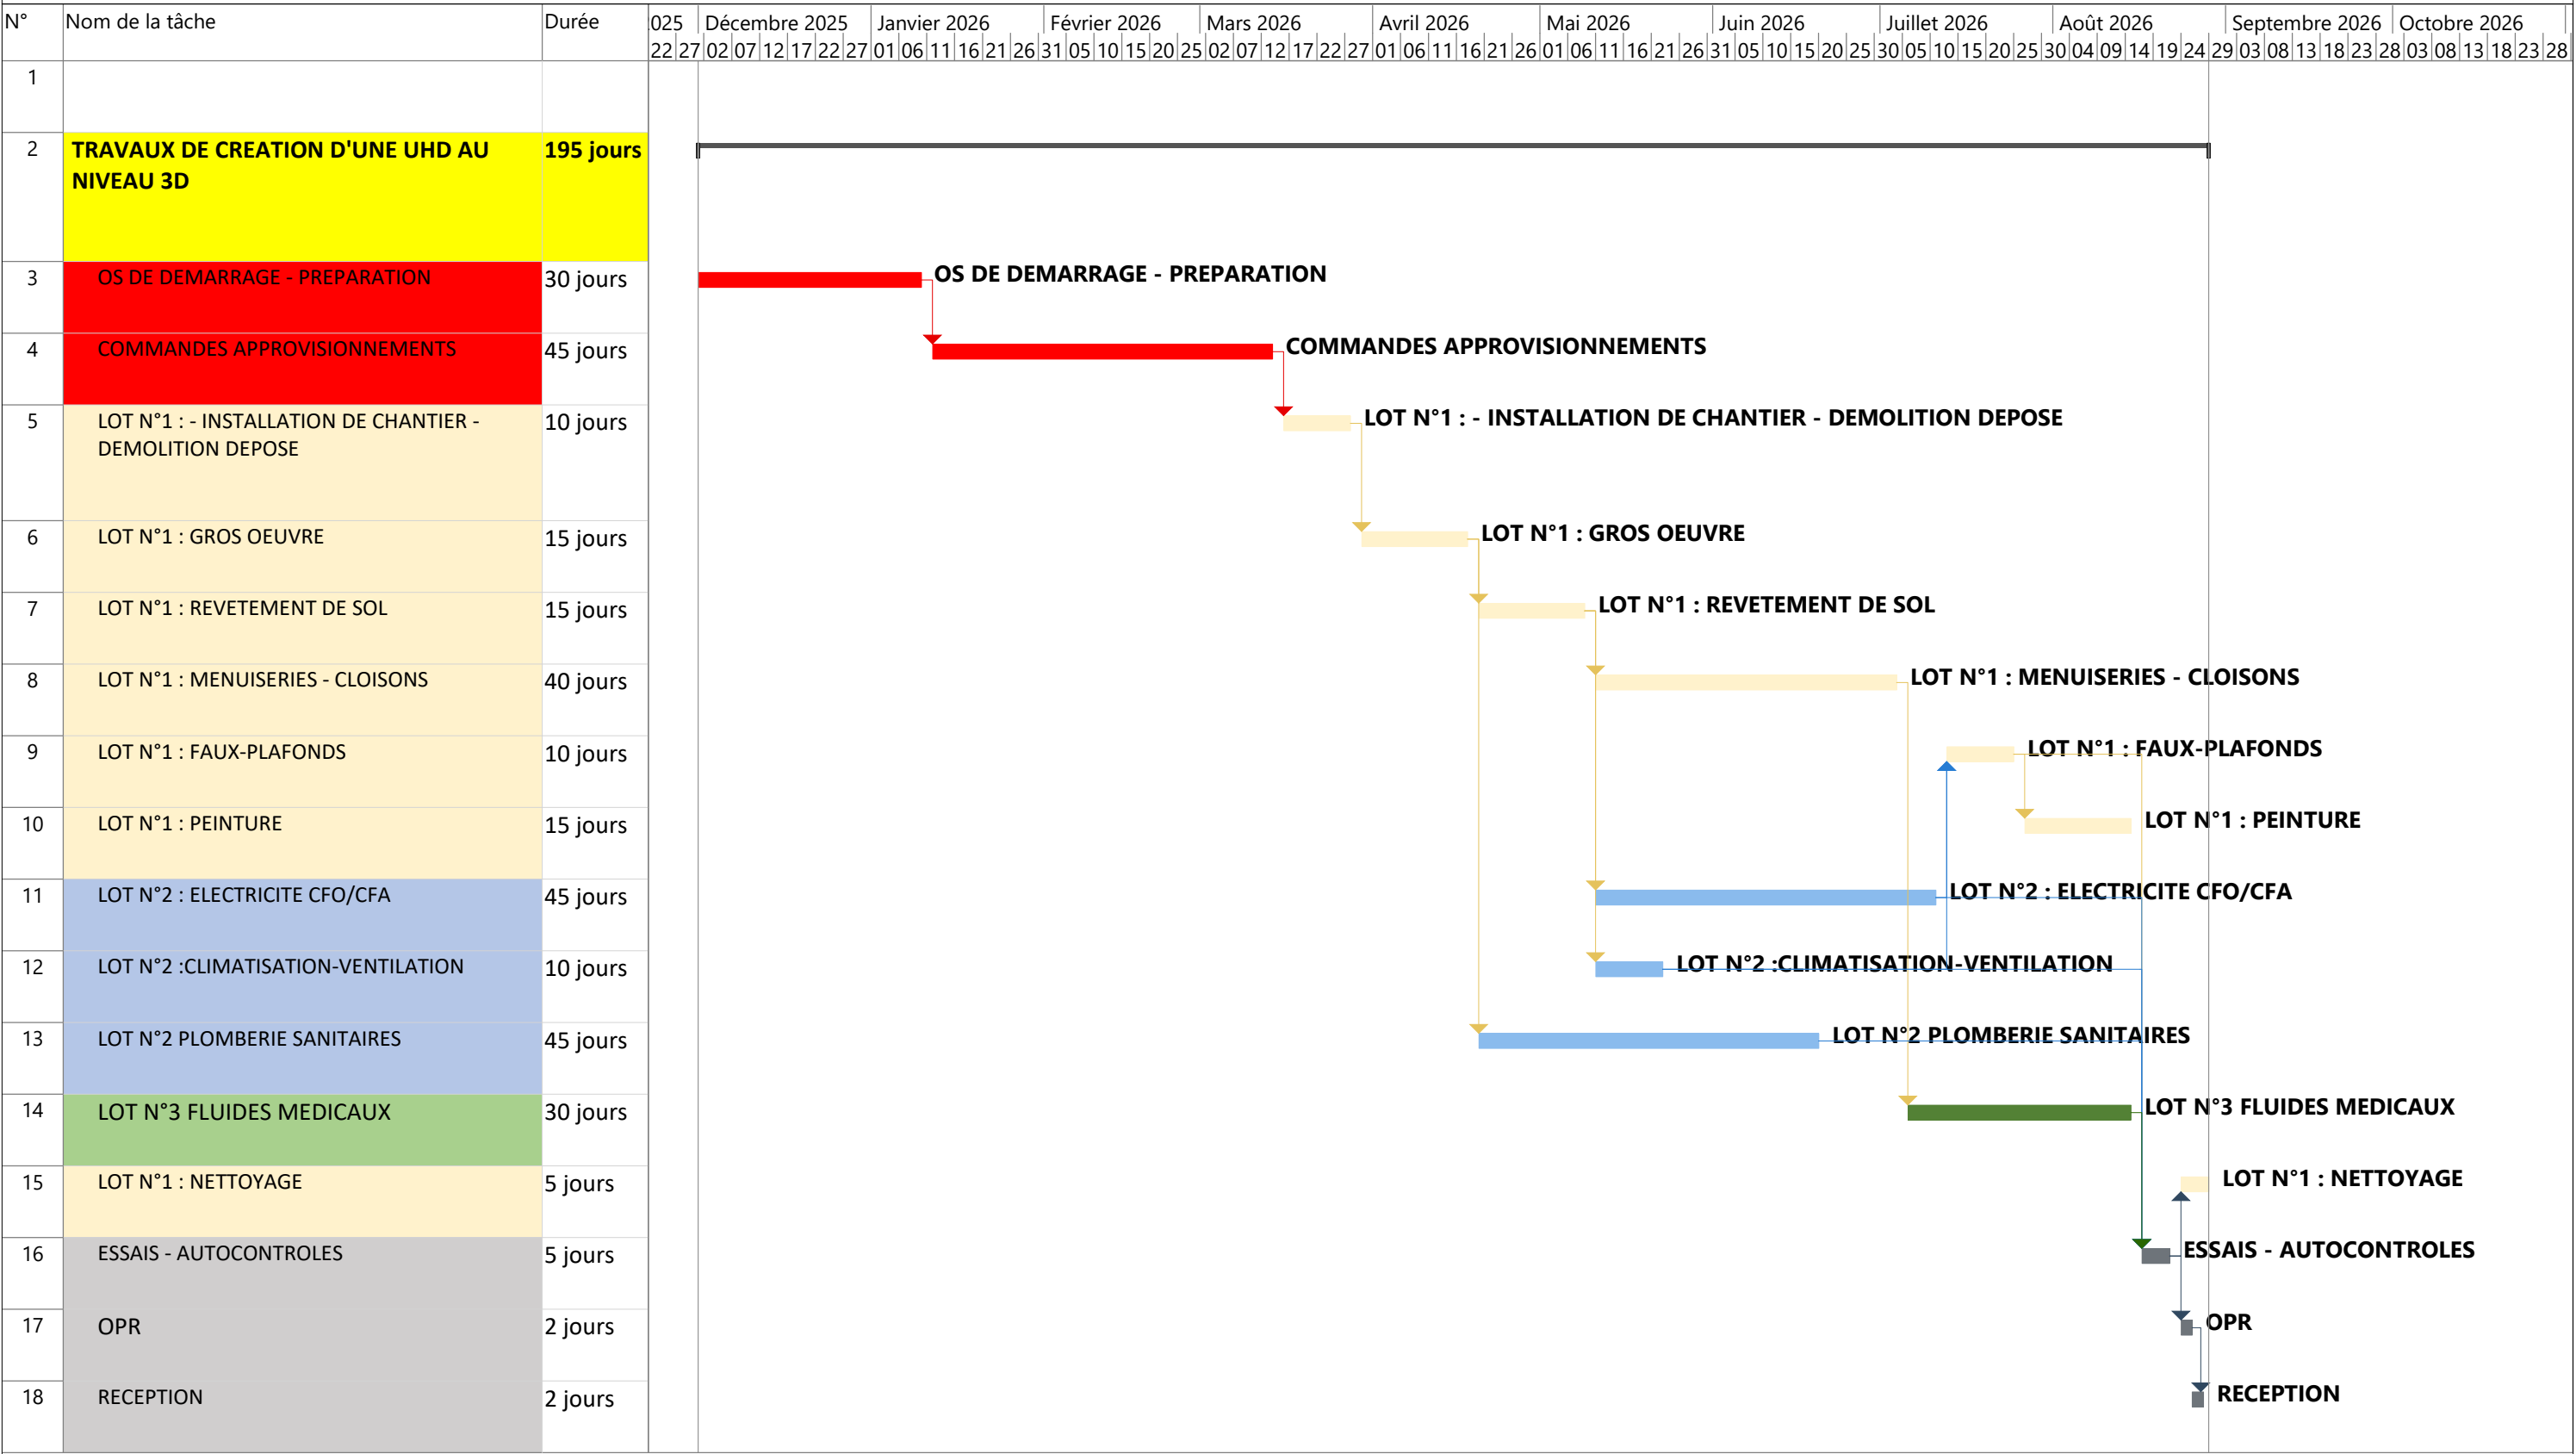 N° Nom de la tâche Durée 2025 Décembre 2025 Janvier 2026 Février 2026 Mars 2026 Avril 2026 Mai 2026 Juin 2026 Juillet 2026 Août 2026 Septembre 2026 Octobre 2026
22 27 02 07 12 17 22 27 01 06 11 16 21 26 31 05 10 15 20 25 02 07 12 17 22 27 01 06 11 16 21 26 01 06 11 16 21 26 31 05 10 15 20 25 30 05 10 15 20 25 30 04 09 14 19 24 29 03 08 13 18 23 28 03 08 13 18 23 28
1
2 TRAVAUX DE CREATION D'UNE UHD AU 195 jours
NIVEAU 3D
3 OS DE DEMARRAGE - PREPARATION 30 jours OS DE DEMARRAGE - PREPARATION
4 COMMANDES APPROVISIONNEMENTS 45 jours COMMANDES APPROVISIONNEMENTS
5 LOT N°1 : - INSTALLATION DE CHANTIER - 10 jours LOT N°1 : - INSTALLATION DE CHANTIER - DEMOLITION DEPOSE
DEMOLITION DEPOSE
6 LOT N°1 : GROS OEUVRE 15 jours LOT N°1 : GROS OEUVRE
7 LOT N°1 : REVETEMENT DE SOL 15 jours LOT N°1 : REVETEMENT DE SOL
8 LOT N°1 : MENUISERIES - CLOISONS 40 jours LOT N°1 : MENUISERIES - CLOISONS
9 LOT N°1 : FAUX-PLAFONDS 10 jours LOT N°1 : FAUX-PLAFONDS
10 LOT N°1 : PEINTURE 15 jours LOT N°1 : PEINTURE
11 LOT N°2 : ELECTRICITE CFO/CFA 45 jours LOT N°2 : ELECTRICITE CFO/CFA
12 LOT N°2 :CLIMATISATION-VENTILATION 10 jours LOT N°2 :CLIMATISATION-VENTILATION
13 LOT N°2 PLOMBERIE SANITAIRES 45 jours LOT N°2 PLOMBERIE SANITAIRES
14 LOT N°3 FLUIDES MEDICAUX 30 jours LOT N°3 FLUIDES MEDICAUX
15 LOT N°1 : NETTOYAGE 5 jours LOT N°1 : NETTOYAGE
16 ESSAIS - AUTOCONTROLES 5 jours ESSAIS - AUTOCONTROLES
17 OPR 2 jours OPR
18 RECEPTION 2 jours RECEPTION